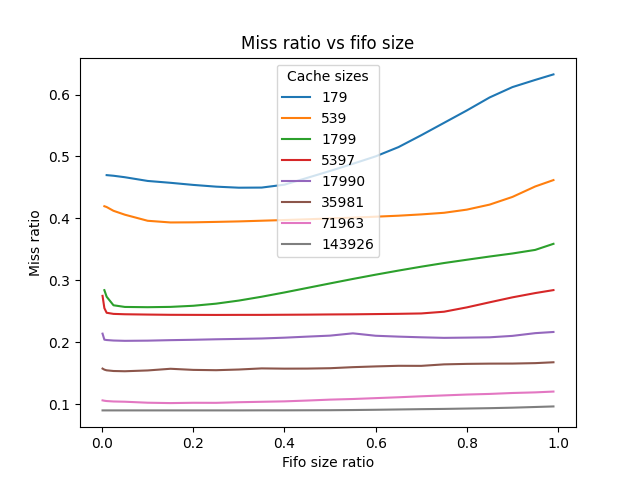 Miss ratio vs fifo size
Cache sizes
179
539
1799
5397
17990
35981
71963
143926
Miss ratio
0.6
0.5
0.4
0.3
0.2
0.1
0.0 0.2 0.4 0.6 0.8 1.0
Fifo size ratio